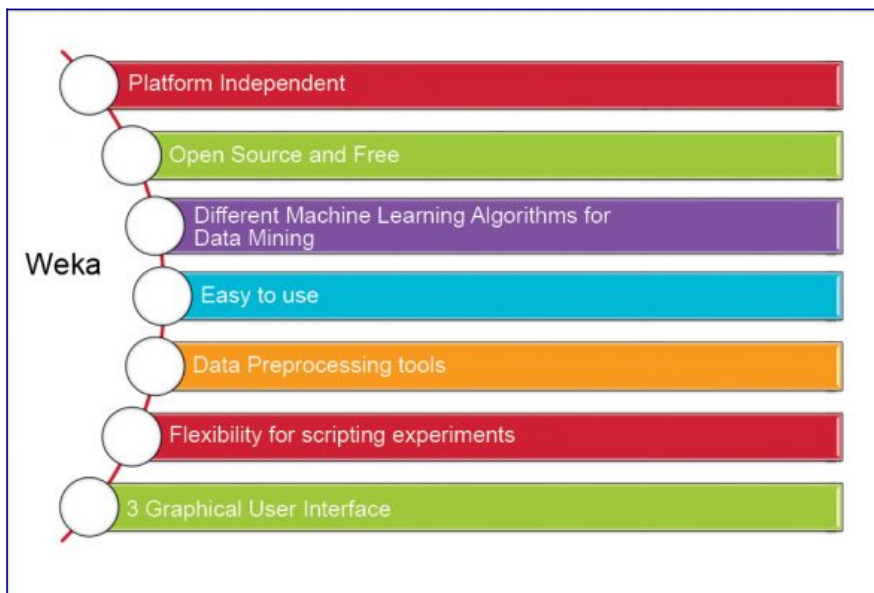 Platform Independent
Open Source and Free
Different Machine Learning Algorithms for
Data Mining
Weka
Easy to use
Data Preprocessing tools
Flexibility for scripting experiments
3 Graphical User Interface